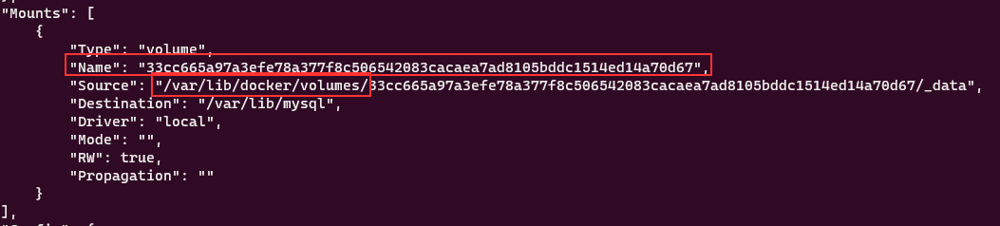 "Mounts": [
{
"Type": "volume",
"Name": "33cc665a97a3efe78a377f8c506542083cacaea7ad8105bddc1514ed14a70d67",
"Source": "/var/lib/docker/volumes/33cc665a97a3efe78a377f8c506542083cacaea7ad8105bddc1514ed14a70d67/_data",
"Destination": "/var/lib/mysql",
"Driver": "local",
"Mode": "",
"RW": true,
"Propagation": ""
}
],